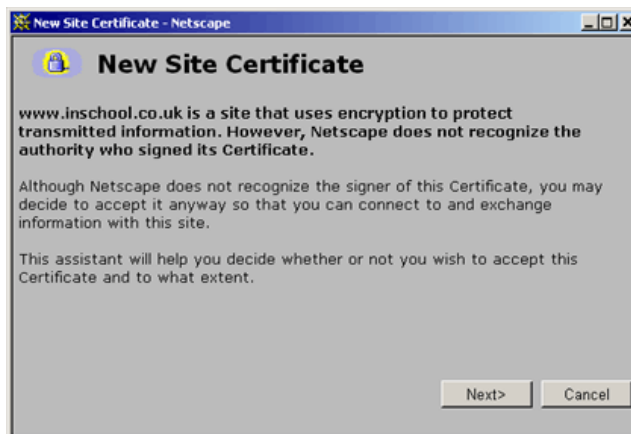 New Site Certificate - Netscape
New Site Certificate
www.inschool.co.uk is a site that uses encryption to protect
transmitted information. However, Netscape does not recognize the
authority who signed its Certificate.
Although Netscape does not recognize the signer of this Certificate, you may
decide to accept it anyway so that you can connect to and exchange
information with this site.
This assistant will help you decide whether or not you wish to accept this
Certificate and to what extent.
Next> Cancel